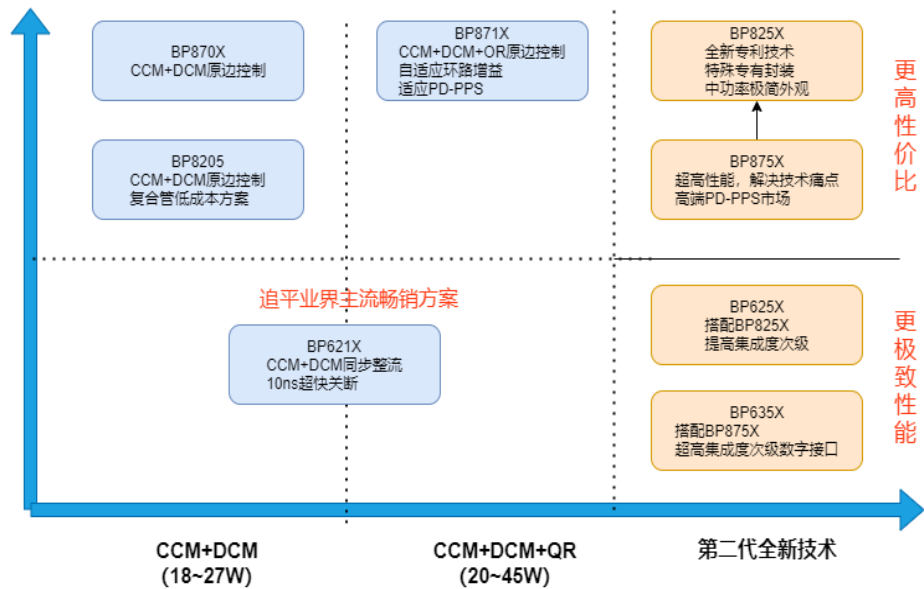 BP870X
CCM+DCM原边控制
BP871X
CCM+DCM+OR原边控制
自适应环路增益
适应PD-PPS
BP825X
全新专利技术
特殊专有封装
中功率极简外观
BP8205
CCM+DCM原边控制
复合管低成本方案
BP875X
超高性能，解决技术痛点
高端PD-PPS市场
更高性价比
追平业界主流畅销方案
BP621X
CCM+DCM同步整流
10ns超快关断
BP625X
搭配BP825X
提高集成度次级
BP635X
搭配BP875X
超高集成度次级数字接口
更极致性能
CCM+DCM
(18~27W)
CCM+DCM+QR
(20~45W)
第二代全新技术